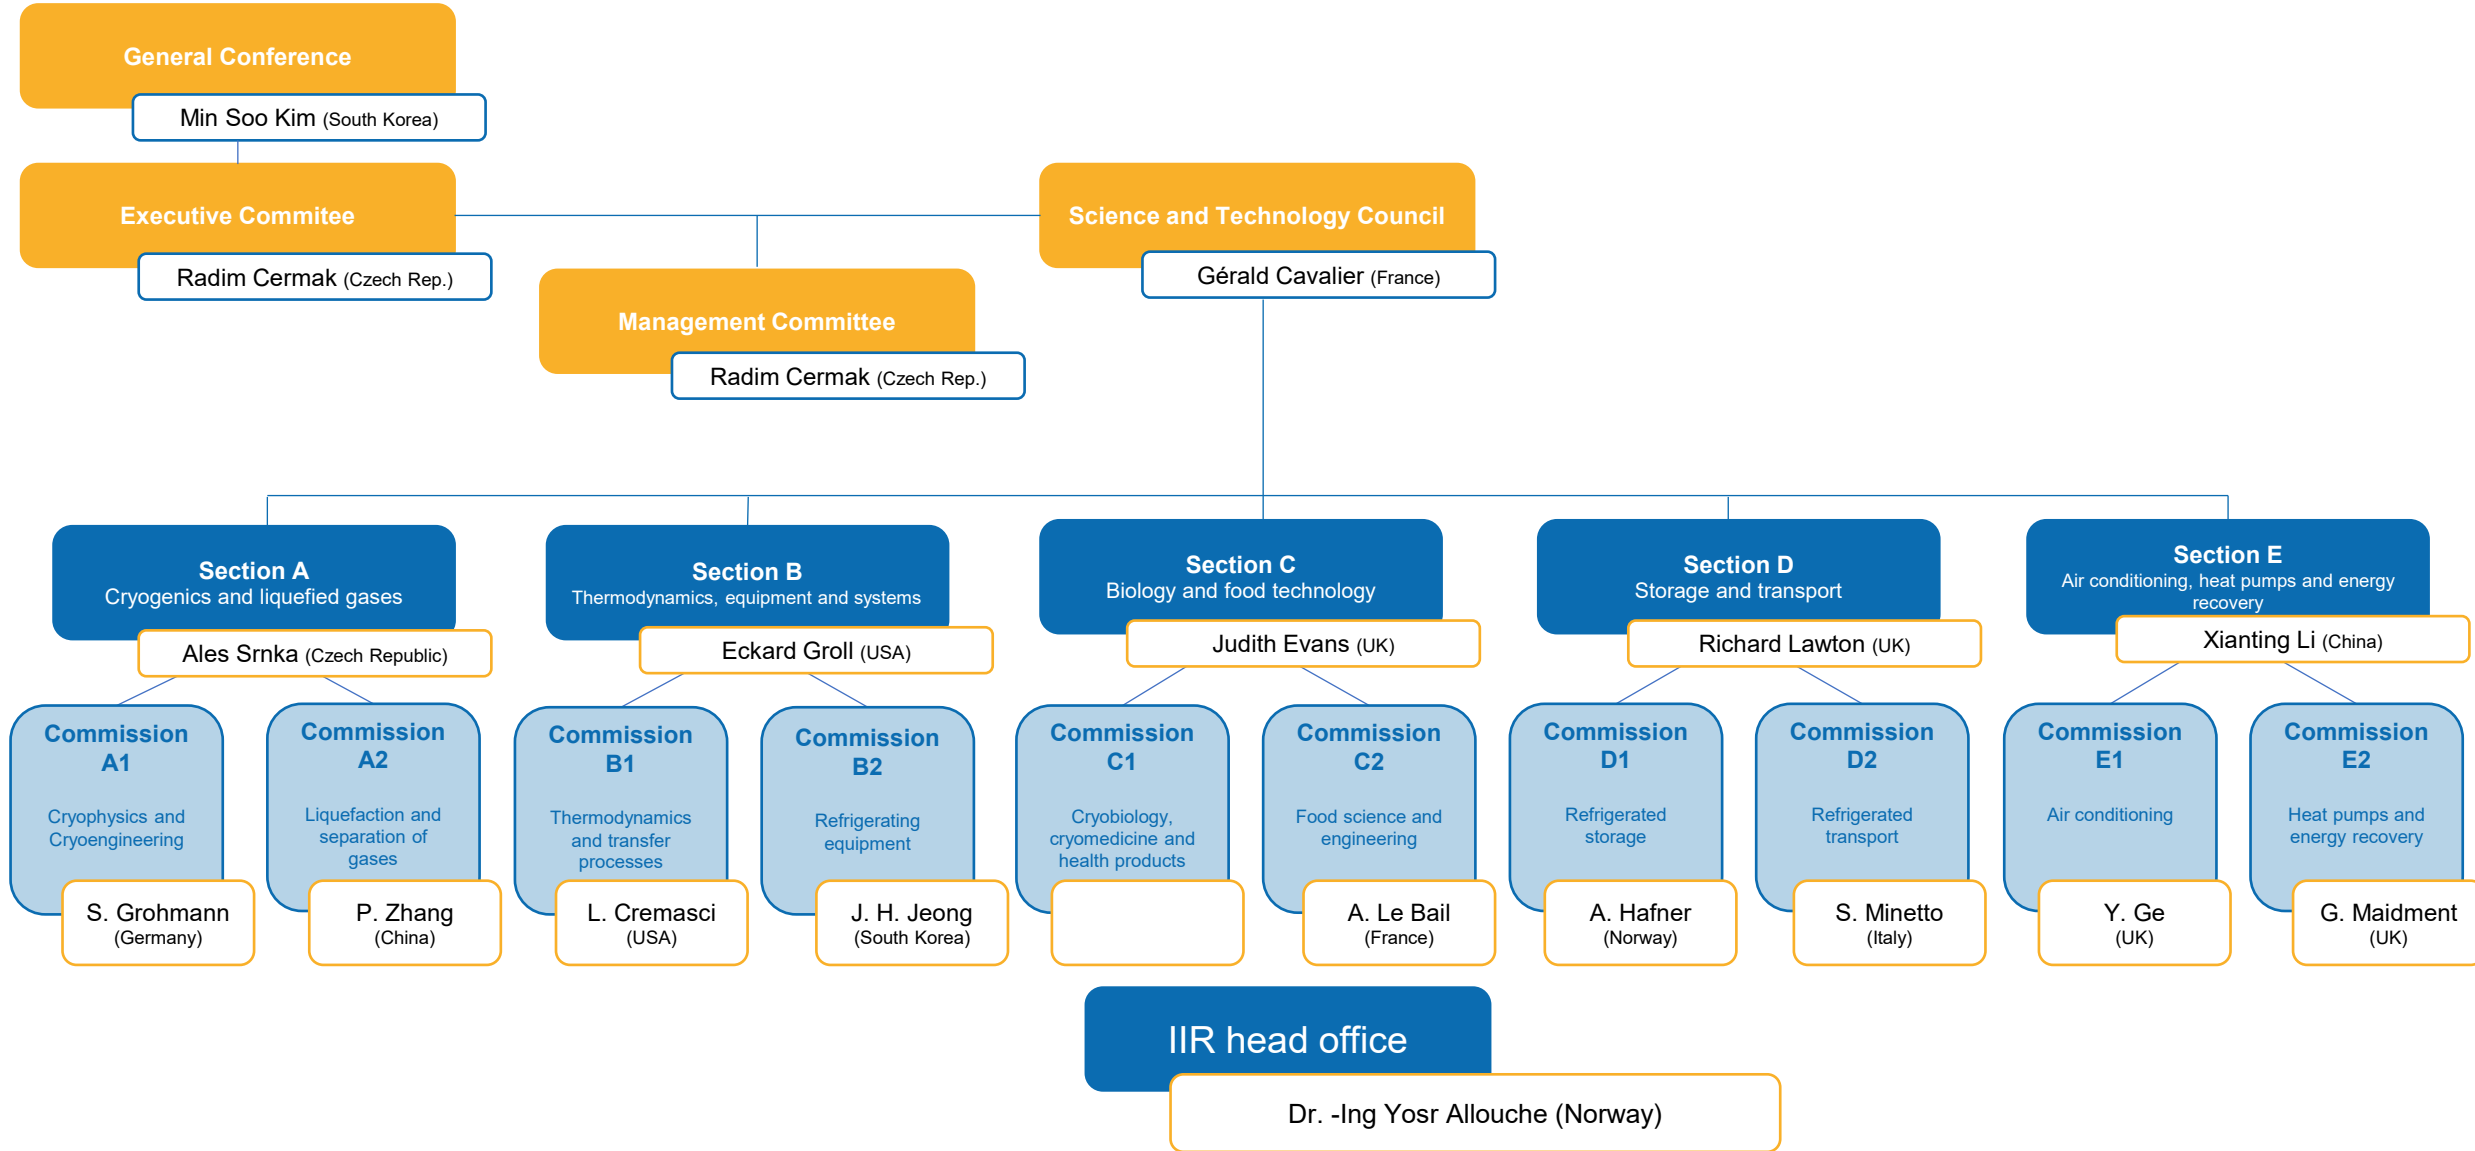 General Conference
Min Soo Kim (South Korea)
Executive Commitee
Radim Cermak (Czech Rep.)
Science and Technology Council
Gérald Cavalier (France)
Management Committee
Radim Cermak (Czech Rep.)
Section A
Cryogenics and liquefied gases
Ales Srnka (Czech Republic)
Section B
Thermodynamics, equipment and systems
Eckard Groll (USA)
Section C
Biology and food technology
Judith Evans (UK)
Section D
Storage and transport
Richard Lawton (UK)
Section E
Air conditioning, heat pumps and energy
recovery
Xianting Li (China)
Commission
A1
Cryophysics and
Cryoengineering
S. Grohmann
(Germany)
Commission
A2
Liquefaction and
separation of
gases
P. Zhang
(China)
Commission
B1
Thermodynamics
and transfer
processes
L. Cremasci
(USA)
Commission
B2
Refrigerating
equipment
J. H. Jeong
(South Korea)
Commission
C1
Cryobiology,
cryomedicine and
health products
Commission
C2
Food science and
engineering
A. Le Bail
(France)
Commission
D1
Refrigerated
storage
A. Hafner
(Norway)
Commission
D2
Refrigerated
transport
S. Minetto
(Italy)
Commission
E1
Air conditioning
Y. Ge
(UK)
Commission
E2
Heat pumps and
energy recovery
G. Maidment
(UK)
IIR head office
Dr. -Ing Yosr Allouche (Norway)